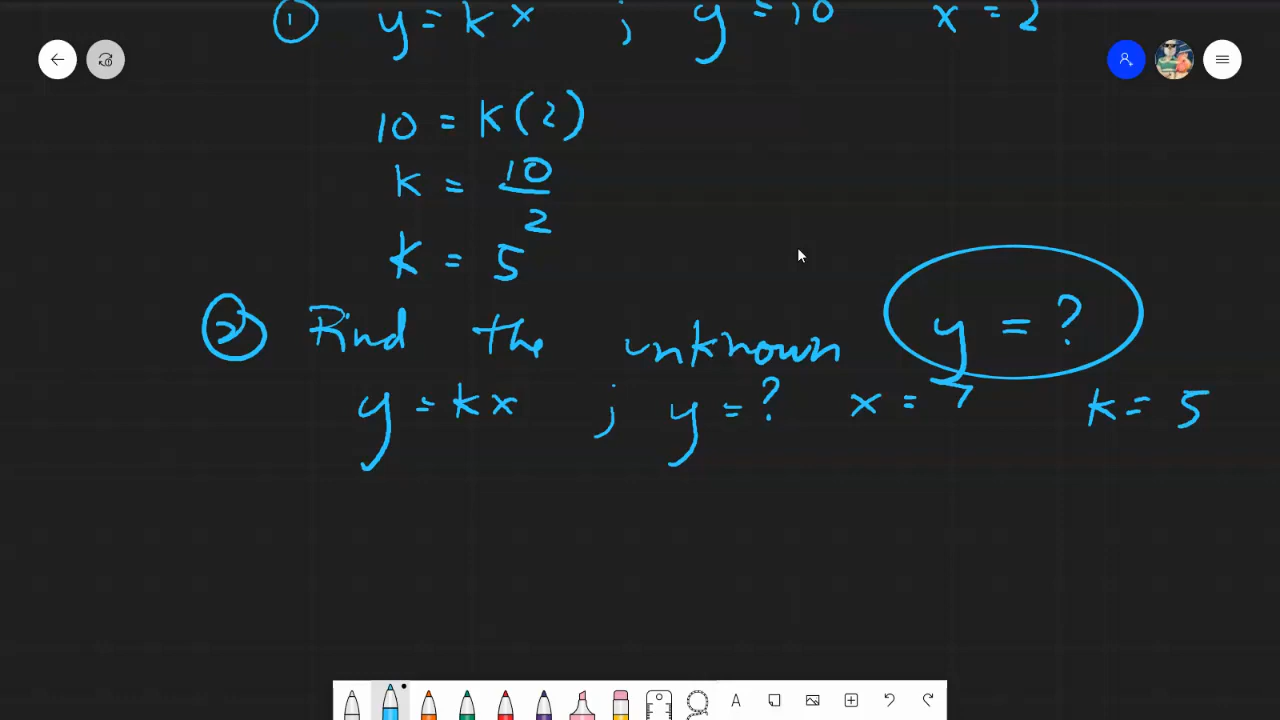 ① y = kx ; y = 10 x = 2
10 = k(2)
k = 10/2
k = 5
② Find the unknown y = ?
y = kx ; y = ? x = 7 k = 5
A